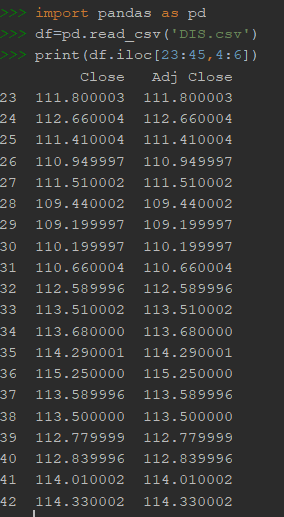 >>> import pandas as pd
>>> df=pd.read_csv('DIS.csv')
>>> print(df.iloc[23:45,4:6])
Close Adj Close
23 111.800003 111.800003
24 112.660004 112.660004
25 111.410004 111.410004
26 110.949997 110.949997
27 111.510002 111.510002
28 109.440002 109.440002
29 109.199997 109.199997
30 110.199997 110.199997
31 110.660004 110.660004
32 112.589996 112.589996
33 113.510002 113.510002
34 113.680000 113.680000
35 114.290001 114.290001
36 115.250000 115.250000
37 113.589996 113.589996
38 113.500000 113.500000
39 112.779999 112.779999
40 112.839996 112.839996
41 114.010002 114.010002
42 114.330002 114.330002